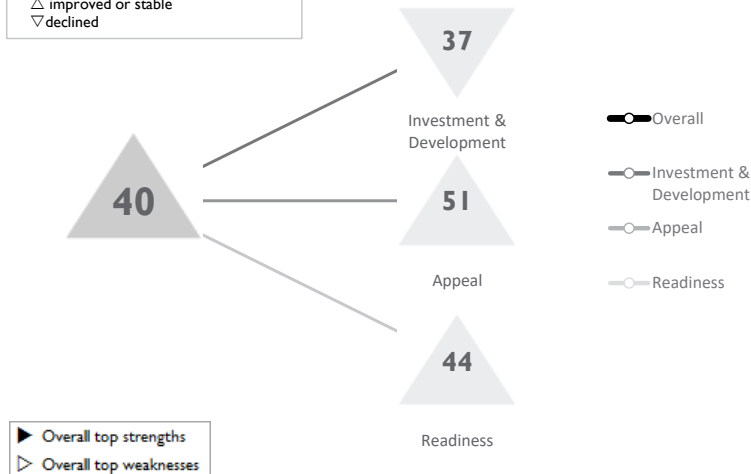 △ improved or stable
▽ declined
37
Investment &
Development
40
51
Appeal
44
Readiness
Overall
Investment &
Development
Appeal
Readiness
▶ Overall top strengths
▷ Overall top weaknesses